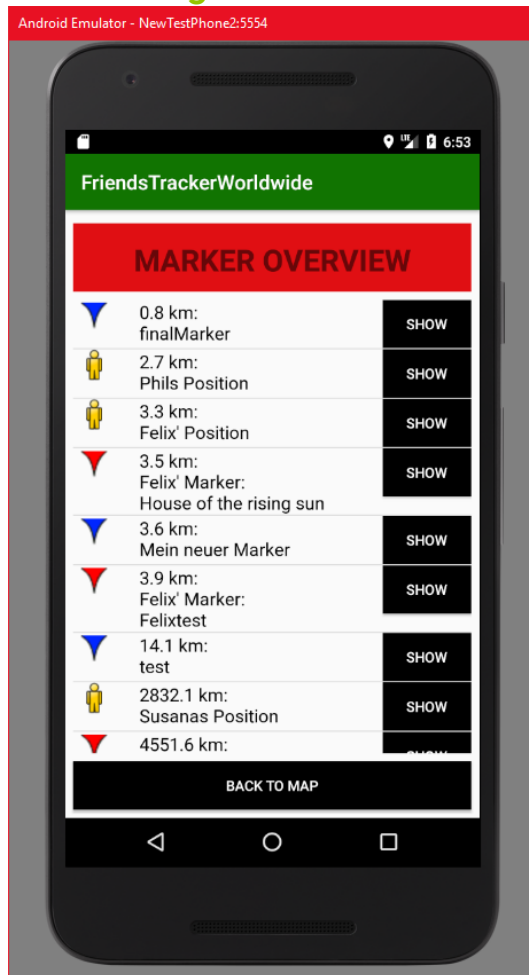 Android Emulator - NewTestPhone2:5554
LTE 6:53
FriendsTrackerWorldwide
MARKER OVERVIEW
0.8 km:
finalMarker
SHOW
2.7 km:
Phils Position
SHOW
3.3 km:
Felix' Position
SHOW
3.5 km:
Felix' Marker:
House of the rising sun
SHOW
3.6 km:
Mein neuer Marker
SHOW
3.9 km:
Felix' Marker:
Felixtest
SHOW
14.1 km:
test
SHOW
2832.1 km:
Susanas Position
SHOW
4551.6 km:
SHOW
BACK TO MAP